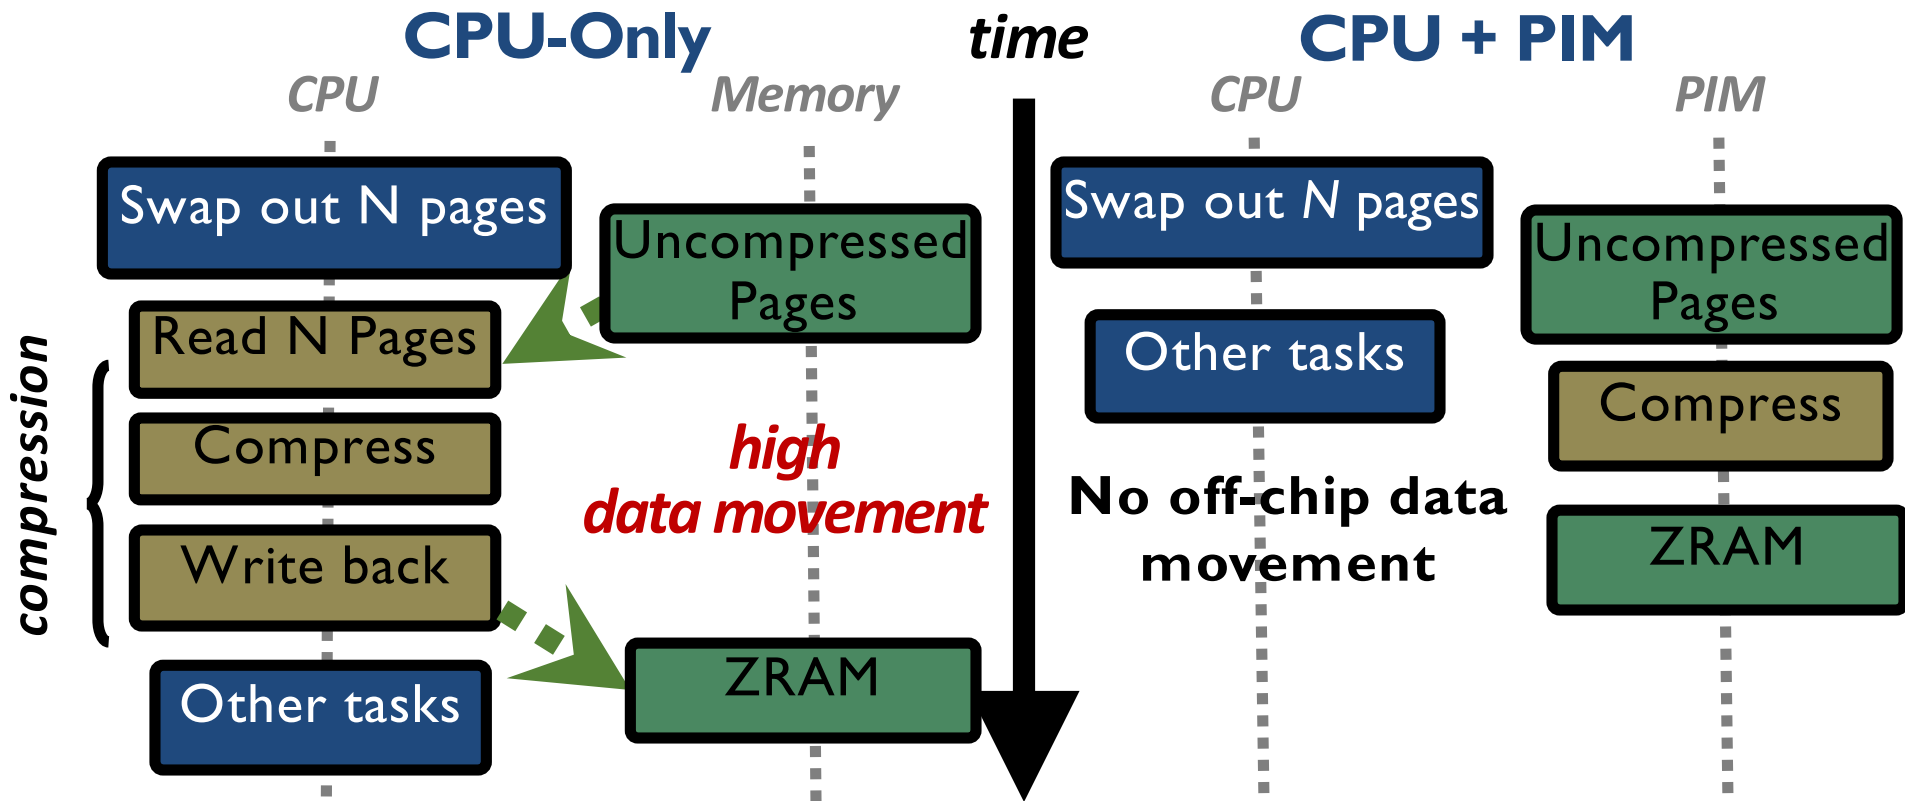 CPU-Only
time
CPU + PIM
CPU
Memory
CPU
PIM
Swap out N pages
Uncompressed
Pages
Read N Pages
Compress
Write back
compression
high
data movement
ZRAM
Other tasks
Swap out N pages
Other tasks
No off-chip data
movement
Uncompressed
Pages
Compress
ZRAM